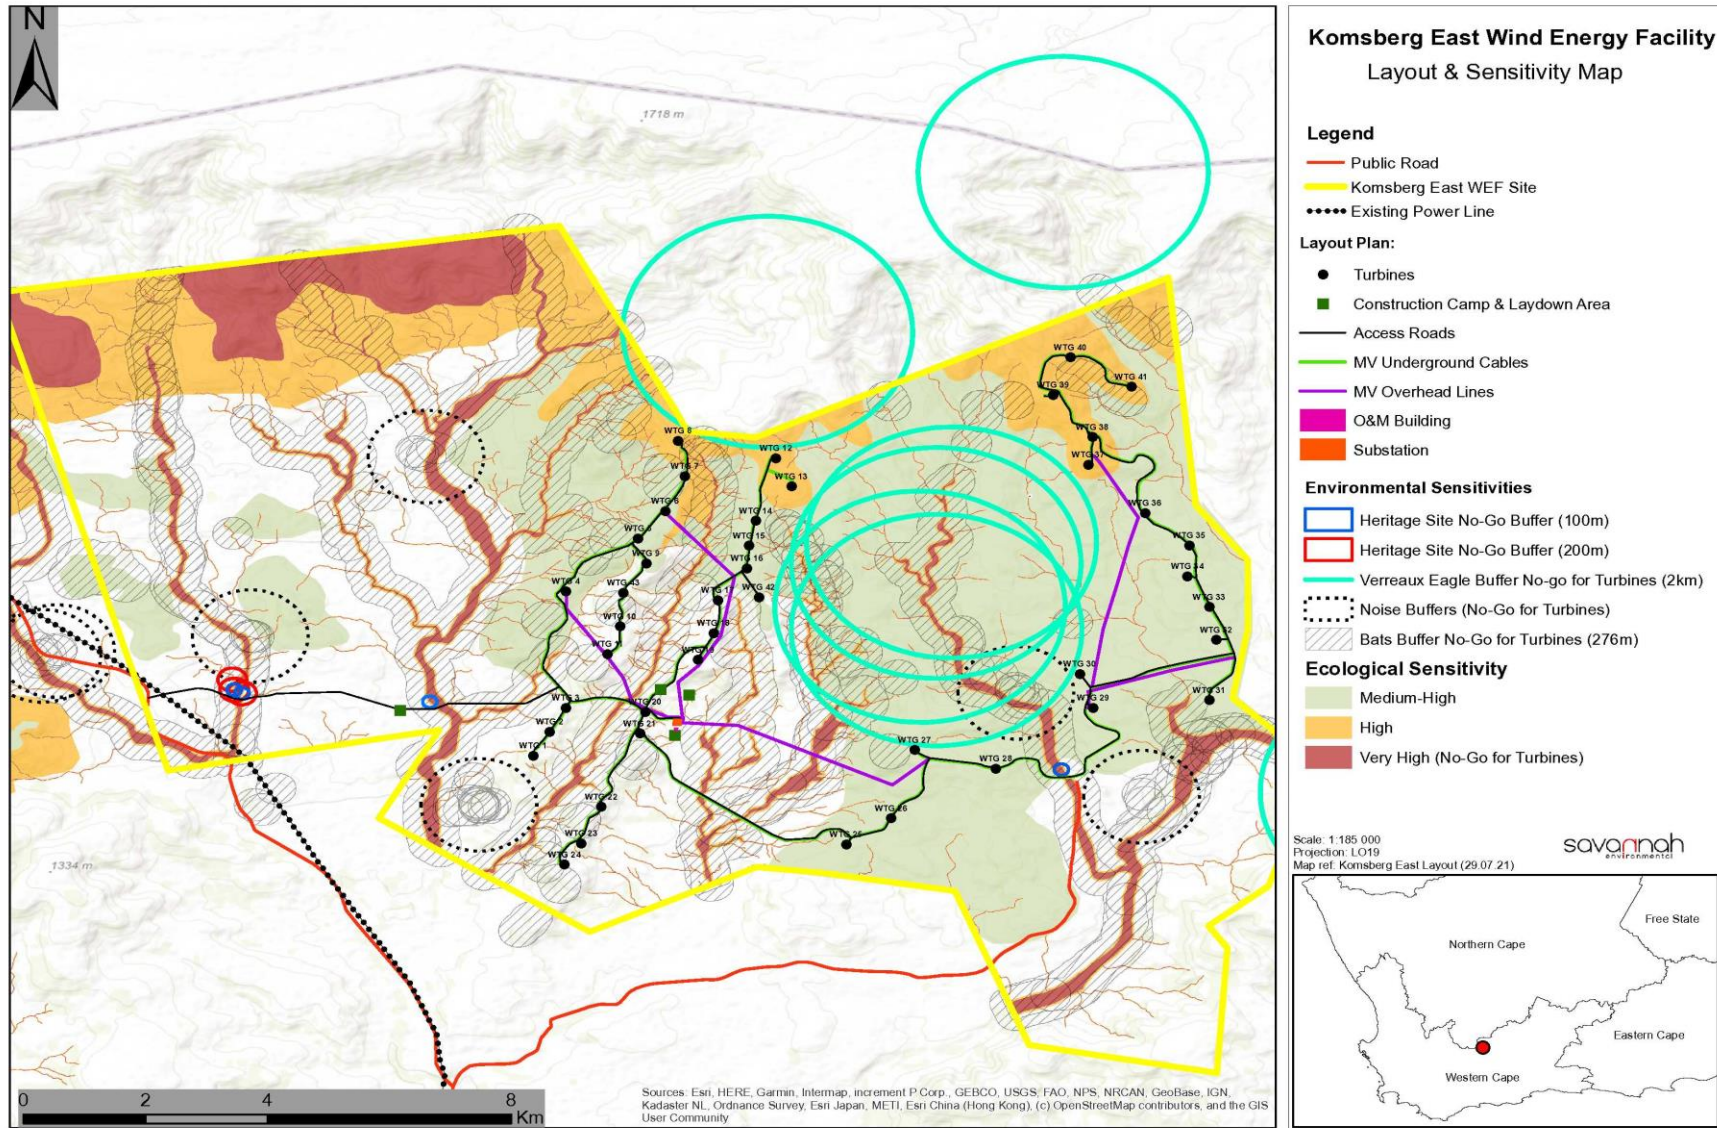 N
1718 m
WTG 40
WTG 39
WTG 41
WTG 38
WTG 37
WTG 8
WTG 12
WTG 7
WTG 13
WTG 6
WTG 14
WTG 36
WTG 5
WTG 15
WTG 35
WTG 9
WTG 16
WTG 4
WTG 43
WTG 17
WTG 42
WTG 34
WTG 10
WTG 18
WTG 33
WTG 11
WTG 19
WTG 32
WTG 30
WTG 3
WTG 20
WTG 29
WTG 31
WTG 2
WTG 21
WTG 1
WTG 27
WTG 28
WTG 22
WTG 26
WTG 23
WTG 25
WTG 24
1334 m
0 2 4 8
Km
Sources: Esri, HERE, Garmin, Intermap, increment P Corp., GEBCO, USGS, FAO, NPS, NRCAN, GeoBase, IGN,
Kadaster NL, Ordnance Survey, Esri Japan, METI, Esri China (Hong Kong), (c) OpenStreetMap contributors, and the GIS
User Community
Komsberg East Wind Energy Facility
Layout & Sensitivity Map
Legend
Public Road
Komsberg East WEF Site
Existing Power Line
Layout Plan:
Turbines
Construction Camp & Laydown Area
Access Roads
MV Underground Cables
MV Overhead Lines
O&M Building
Substation
Environmental Sensitivities
Heritage Site No-Go Buffer (100m)
Heritage Site No-Go Buffer (200m)
Verreaux Eagle Buffer No-go for Turbines (2km)
Noise Buffers (No-Go for Turbines)
Bats Buffer No-Go for Turbines (276m)
Ecological Sensitivity
Medium-High
High
Very High (No-Go for Turbines)
Scale: 1:185 000
Projection: LO19
Map ref: Komsberg East Layout (29.07.21)
savannah
environmental
Free State
Northern Cape
Eastern Cape
Western Cape